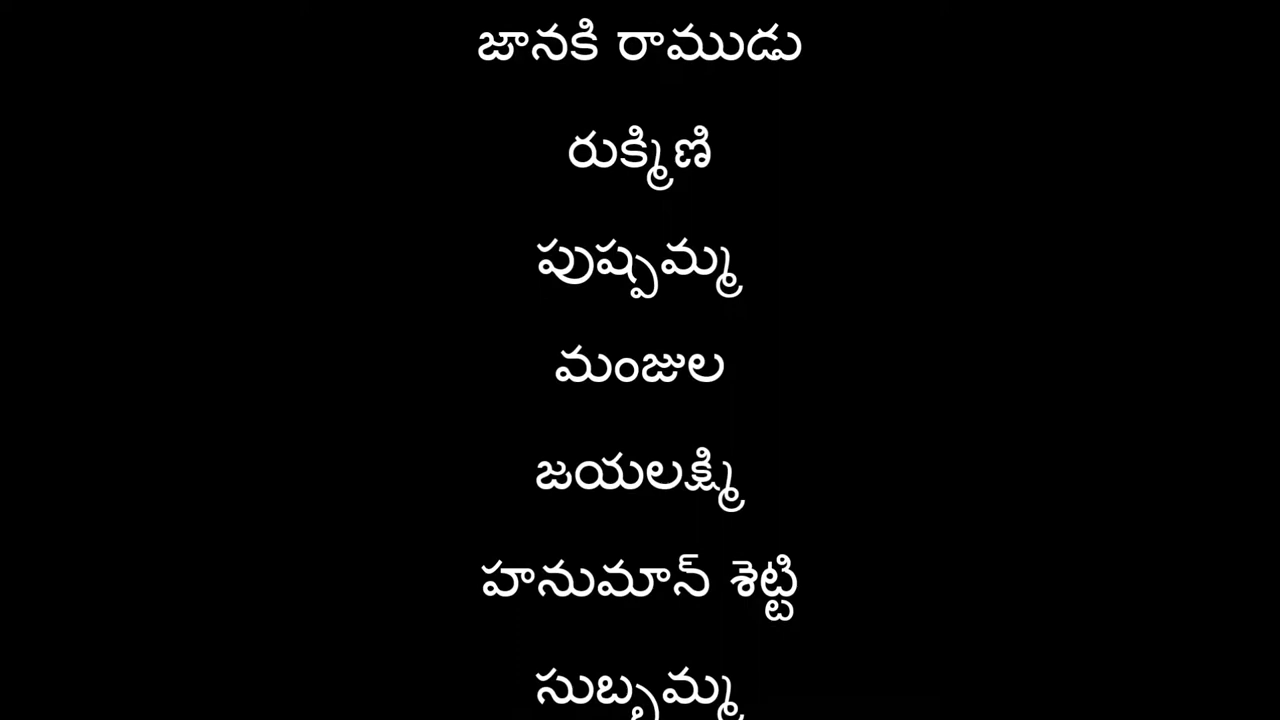 జానకి రాముడు
రుక్మిణి
పుష్పమ్మ
మంజుల
జయలక్ష్మి
హనుమాన్ శెట్టి
సుబ్బమ్మ